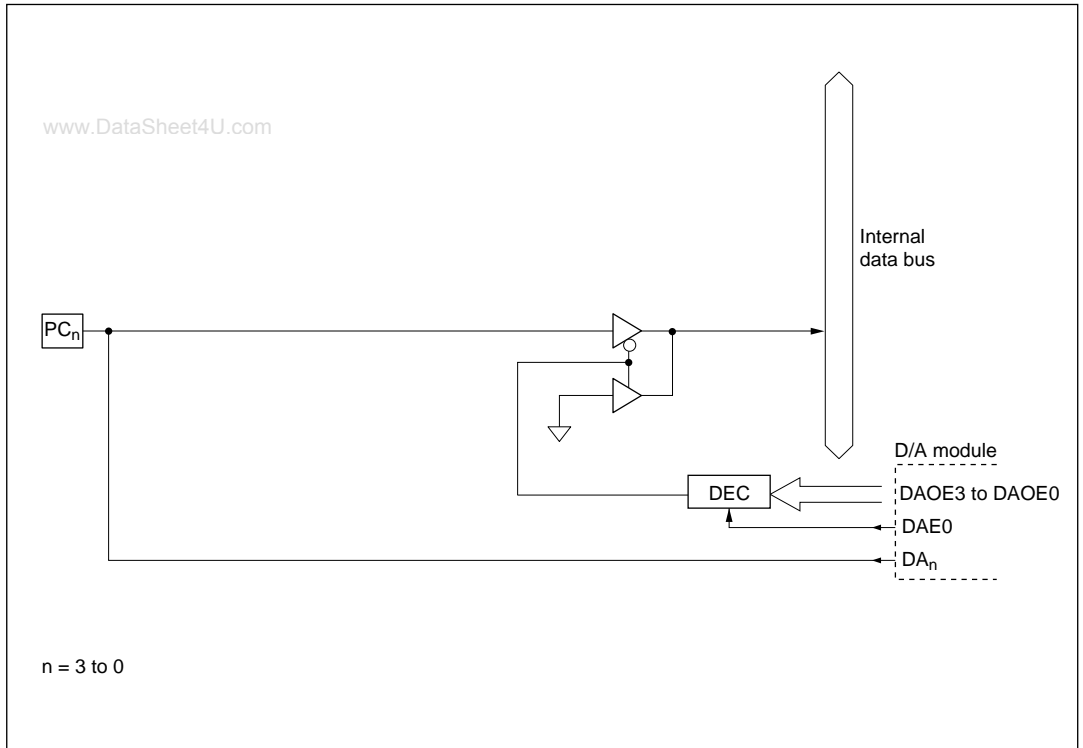 www.DataSheet4U.com
Internal
data bus
PCn
D/A module
DEC
DAOE3 to DAOE0
DAE0
DAn
n = 3 to 0